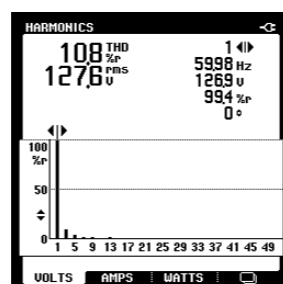 HARMONICS
10,8 THD %r
127,6 rms U
1
59,98 Hz
126,9 U
99,4 %r
0°
100
%r
50
0
1 5 9 13 17 21 25 29 33 37 41 45 49
VOLTS AMPS WATTS